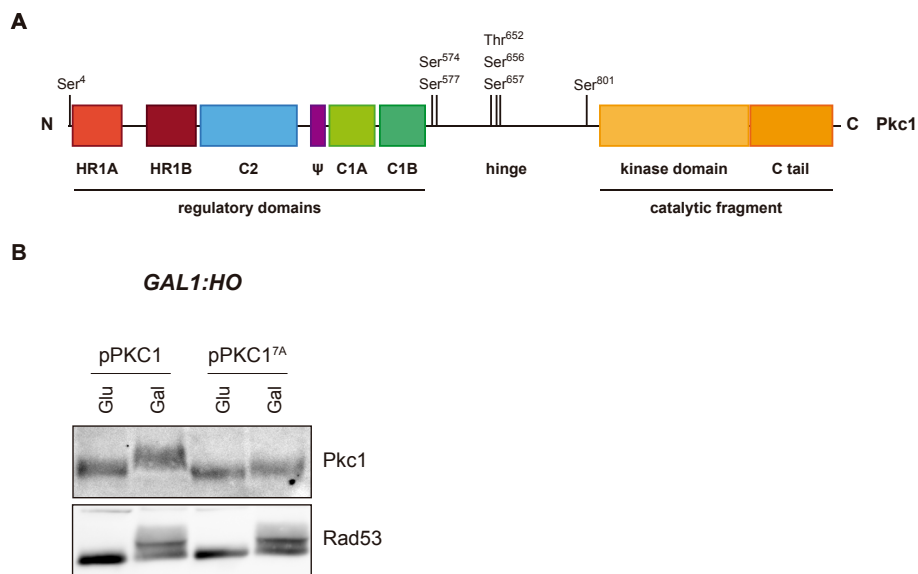 A
Thr652
Ser574 Ser656
Ser4 Ser577 Ser657 Ser801
N C Pkc1
HR1A HR1B C2 Ψ C1A C1B hinge kinase domain C tail
regulatory domains catalytic fragment
B
GAL1:HO
pPKC1 pPKC17A
Glu Gal Glu Gal
Pkc1
Rad53